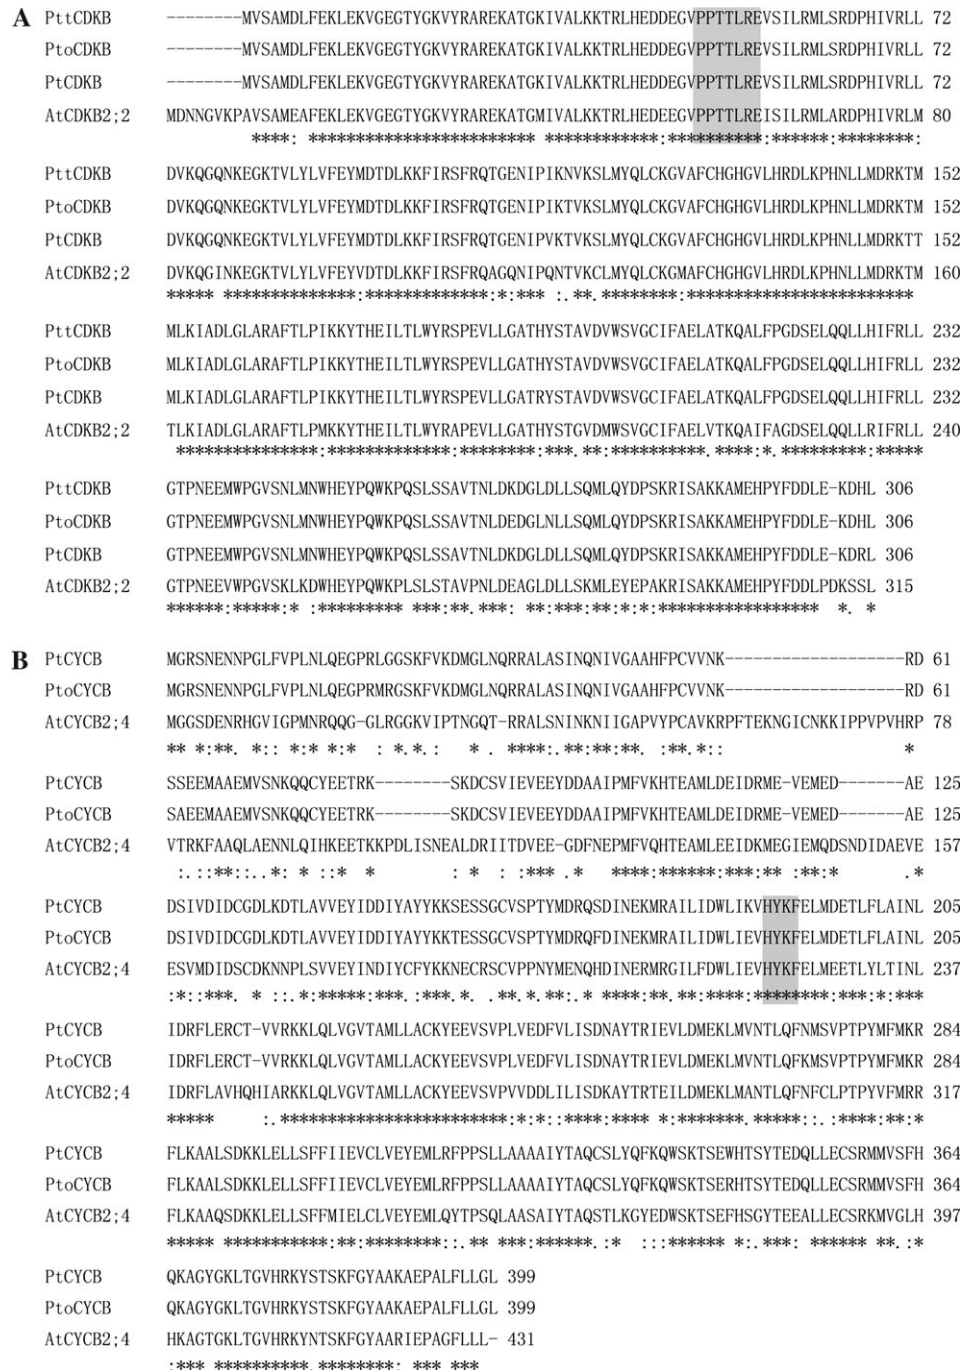 A PttCDKB --------MVSAMDLFEKLEKVGEGTYGKVYRAREKATGKIVALKKTRLHEDDEGVPPTTLREVSILRMLSRDPHIVRLL 72
PtoCDKB --------MVSAMDLFEKLEKVGEGTYGKVYRAREKATGKIVALKKTRLHEDDEGVPPTTLREVSILRMLSRDPHIVRLL 72
PtCDKB --------MVSAMDLFEKLEKVGEGTYGKVYRAREKATGKIVALKKTRLHEDDEGVPPTTLREVSILRMLSRDPHIVRLL 72
AtCDKB2;2 MDNNGVKPAVSAMEAFEKLEKVGEGTYGKVYRAREKATGMIVALKKTRLHEDEEGVPPTTLREISILRMLARDPHIVRLM 80
****: ************************ ************:**********:******:********:
PttCDKB DVKQGQNKEGKTVLYLVFEYMDTDLKKFIRSFRQTGENIPIKNVKSLMYQLCKGVAFCHGHGVLHRDLKPHNLLMDRKTM 152
PtoCDKB DVKQGQNKEGKTVLYLVFEYMDTDLKKFIRSFRQTGENIPIKTVKSLMYQLCKGVAFCHGHGVLHRDLKPHNLLMDRKTM 152
PtCDKB DVKQGQNKEGKTVLYLVFEYMDTDLKKFIRSFRQTGENIPVKTVKSLMYQLCKGVAFCHGHGVLHRDLKPHNLLMDRKTT 152
AtCDKB2;2 DVKQGINKEGKTVLYLVFEYVDTDLKKFIRSFRQAGQNIPQNTVKCLMYQLCKGMAFCHGHGVLHRDLKPHNLLMDRKTM 160
***** **************:*************:*:*** :.**.********:************************
PttCDKB MLKIADLGLARAFTLPIKKYTHEILTLWYRSPEVLLGATHYSTAVDVWSVGCIFAELATKQALFPGDSELQQLLHIFRLL 232
PtoCDKB MLKIADLGLARAFTLPIKKYTHEILTLWYRSPEVLLGATHYSTAVDVWSVGCIFAELATKQALFPGDSELQQLLHIFRLL 232
PtCDKB MLKIADLGLARAFTLPIKKYTHEILTLWYRSPEVLLGATRYSTAVDVWSVGCIFAELATKQALFPGDSELQQLLHIFRLL 232
AtCDKB2;2 TLKIADLGLARAFTLPMKKYTHEILTLWYRAPEVLLGATHYSTGVDMWSVGCIFAELVTKQAIFAGDSELQQLLRIFRLL 240
***************:*************:********:***.**:**********.****:*.*********:*****
PttCDKB GTPNEEMWPGVSNLMNWHEYPQWKPQSLSSAVTNLDKDGLDLLSQMLQYDPSKRISAKKAMEHPYFDDLE-KDHL 306
PtoCDKB GTPNEEMWPGVSNLMNWHEYPQWKPQSLSSAVTNLDEDGLNLLSQMLQYDPSKRISAKKAMEHPYFDDLE-KDHL 306
PtCDKB GTPNEEMWPGVSNLMNWHEYPQWKPQSLSSAVTNLDKDGLDLLSQMLQYDPSKRISAKKAMEHPYFDDLE-KDRL 306
AtCDKB2;2 GTPNEEVWPGVSKLKDWHEYPQWKPLSLSTAVPNLDEAGLDLLSKMLEYEPAKRISAKKAMEHPYFDDLPDKSSL 315
******:*****:* :********* ***:**.***: **:***:**:*:*:***************** *. *
B PtCYCB MGRSNENNPGLFVPLNLQEGPRLGGSKFVKDMGLNQRRALASINQNIVGAAHFPCVVNK-------------------RD 61
PtoCYCB MGRSNENNPGLFVPLNLQEGPRMRGSKFVKDMGLNQRRALASINQNIVGAAHFPCVVNK-------------------RD 61
AtCYCB2;4 MGGSDENRHGVIGPMNRQQG-GLRGGKVIPTNGQT-RRALSNINKNIIGAPVYPCAVKRPFTEKNGICNKKIPPVPVHRP 78
** *:**. *:: *:* *:* : *.*.: * . ****:.**:**:**. :**.*:: *
PtCYCB SSEEMAAEMVSNKQQCYEETRK--------SKDCSVIEVEEYDDAAIPMFVKHTEAMLDEIDRME-VEMED-------AE 125
PtoCYCB SAEEMAAEMVSNKQQCYEETRK--------SKDCSVIEVEEYDDAAIPMFVKHTEAMLDEIDRME-VEMED-------AE 125
AtCYCB2;4 VTRKFAAQLAENNLQIHKEETKKPDLISNEALDRIITDVEE-GDFNEPMFVQHTEAMLEEIDKMEGIEMQDSNDIDAEVE 157
:.::**::..*: * ::* * : * : :*** .* ****:******:***:** :**:* .*
PtCYCB DSIVDIDCGDLKDTLAVVEYIDDIYAYYKKSESSGCVSPTYMDRQSDINEKMRAILIDWLIKVHYKFELMDETLFLAINL 205
PtoCYCB DSIVDIDCGDLKDTLAVVEYIDDIYAYYKKTESSGCVSPTYMDRQFDINEKMRAILIDWLIEVHYKFELMDETLFLAINL 205
AtCYCB2;4 ESVMDIDSCDKNNPLSVVEYINDIYCFYKKNECRSCVPPNYMENQHDINERMRGILFDWLIEVHYKFELMEETLYLTINL 237
:*::***. * ::.*:*****:***.:***.*. .**.*.**:.* ****:**.**:****:********:***:*:***
PtCYCB IDRFLERCT-VVRKKLQLVGVTAMLLACKYEEVSVPLVEDFVLISDNAYTRIEVLDMEKLMVNTLQFNMSVPTPYMFMKR 284
PtoCYCB IDRFLERCT-VVRKKLQLVGVTAMLLACKYEEVSVPLVEDFVLISDNAYTRIEVLDMEKLMVNTLQFKMSVPTPYMFMKR 284
AtCYCB2;4 IDRFLAVHQHIARKKLQLVGVTAMLLACKYEEVSVPVVDDLILISDKAYTRTEILDMEKLMANTLQFNFCLPTPYVFMRR 317
***** :.************************:*:*::****:**** *:*******.*****::.:****:**:*
PtCYCB FLKAALSDKKLELLSFFIIEVCLVEYEMLRFPPSLLAAAAIYTAQCSLYQFKQWSKTSEWHTSYTEDQLLECSRMMVSFH 364
PtoCYCB FLKAALSDKKLELLSFFIIEVCLVEYEMLRFPPSLLAAAAIYTAQCSLYQFKQWSKTSERHTSYTEDQLLECSRMMVSFH 364
AtCYCB2;4 FLKAAQSDKKLELLSFFMIELCLVEYEMLQYTPSQLAASAIYTAQSTLKGYEDWSKTSEFHSGYTEEALLECSRKMVGLH 397
***** ***********:**:********::.** ***:******.:* :::****** *:.***: ****** **.:*
PtCYCB QKAGYGKLTGVHRKYSTSKFGYAAKAEPALFLLGL 399
PtoCYCB QKAGYGKLTGVHRKYSTSKFGYAAKAEPALFLLGL 399
AtCYCB2;4 HKAGTGKLTGVHRKYNTSKFGYAARIEPAGFLLL- 431
:*** **********.********: *** ***